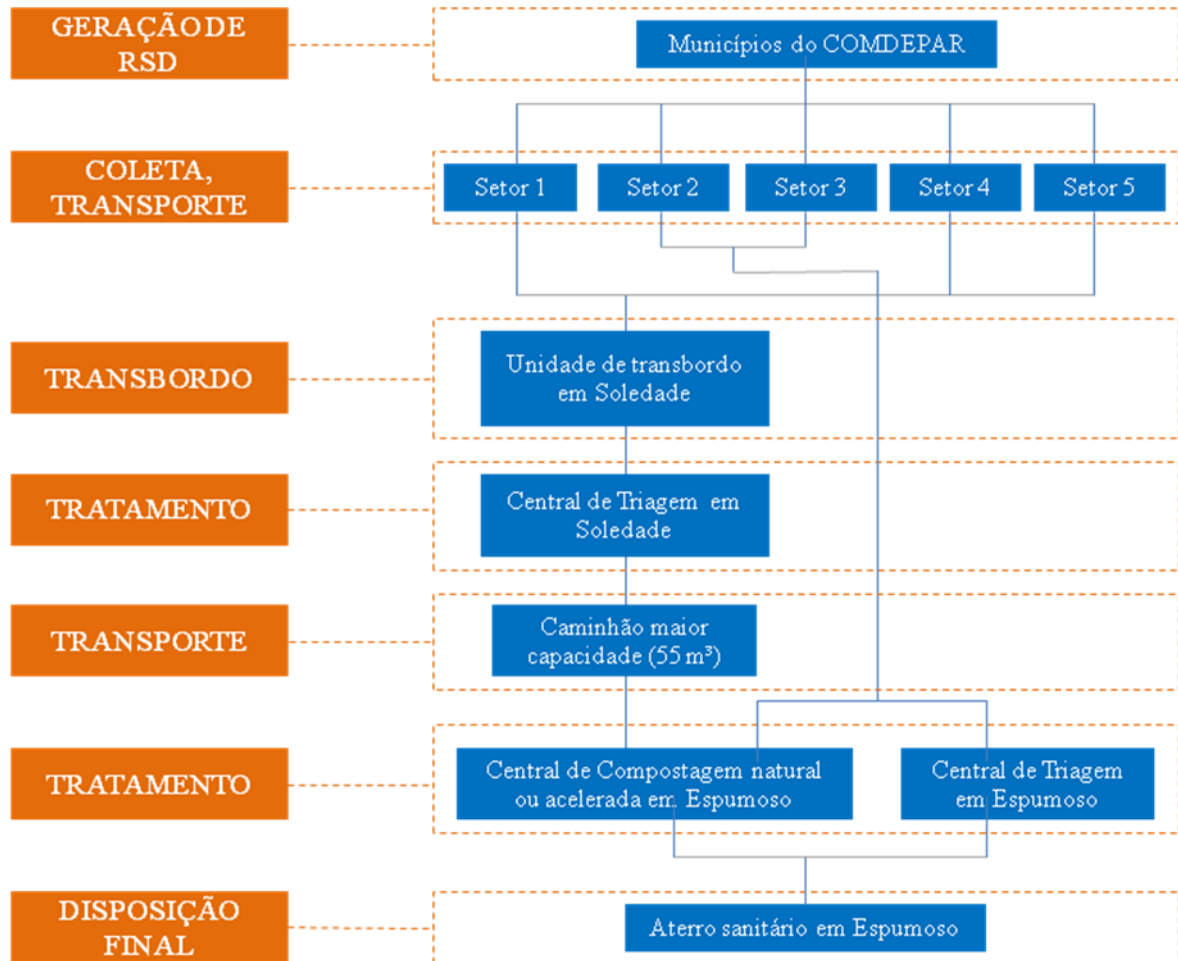 GERAÇÃO DE
RSD
Municípios do COMDEPAR
COLETA,
TRANSPORTE
Setor 1
Setor 2
Setor 3
Setor 4
Setor 5
TRANSBORDO
Unidade de transbordo
em Soledade
TRATAMENTO
Central de Triagem em
Soledade
TRANSPORTE
Caminhão maior
capacidade (55 m³)
TRATAMENTO
Central de Compostagem natural
ou acelerada em Espumoso
Central de Triagem
em Espumoso
DISPOSIÇÃO
FINAL
Aterro sanitário em Espumoso